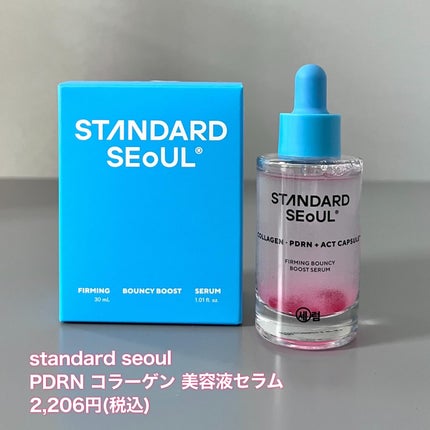 STANDARD
SEoUL®
FIRMING BOUNCY BOOST SERUM
30 mL 1.01 fl. oz.
STANDARD
SEoUL®
COLLAGEN · PDRN + ACT CAPSULE
FIRMING BOUNCY
BOOST SERUM
세럼
standard seoul
PDRN コラーゲン 美容液セラム
2,206円(税込)